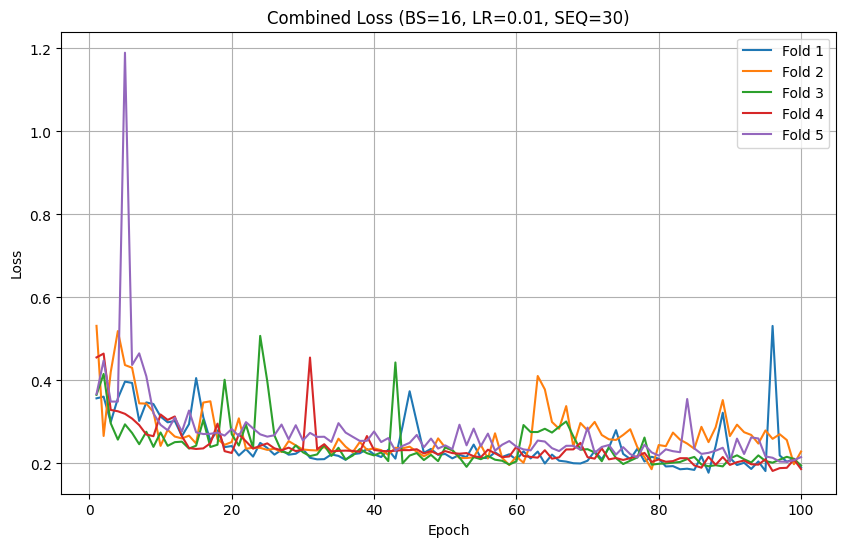 Combined Loss (BS=16, LR=0.01, SEQ=30)
Loss
1.2
1.0
0.8
0.6
0.4
0.2
0
20
40
60
80
100
Epoch
Fold 1
Fold 2
Fold 3
Fold 4
Fold 5